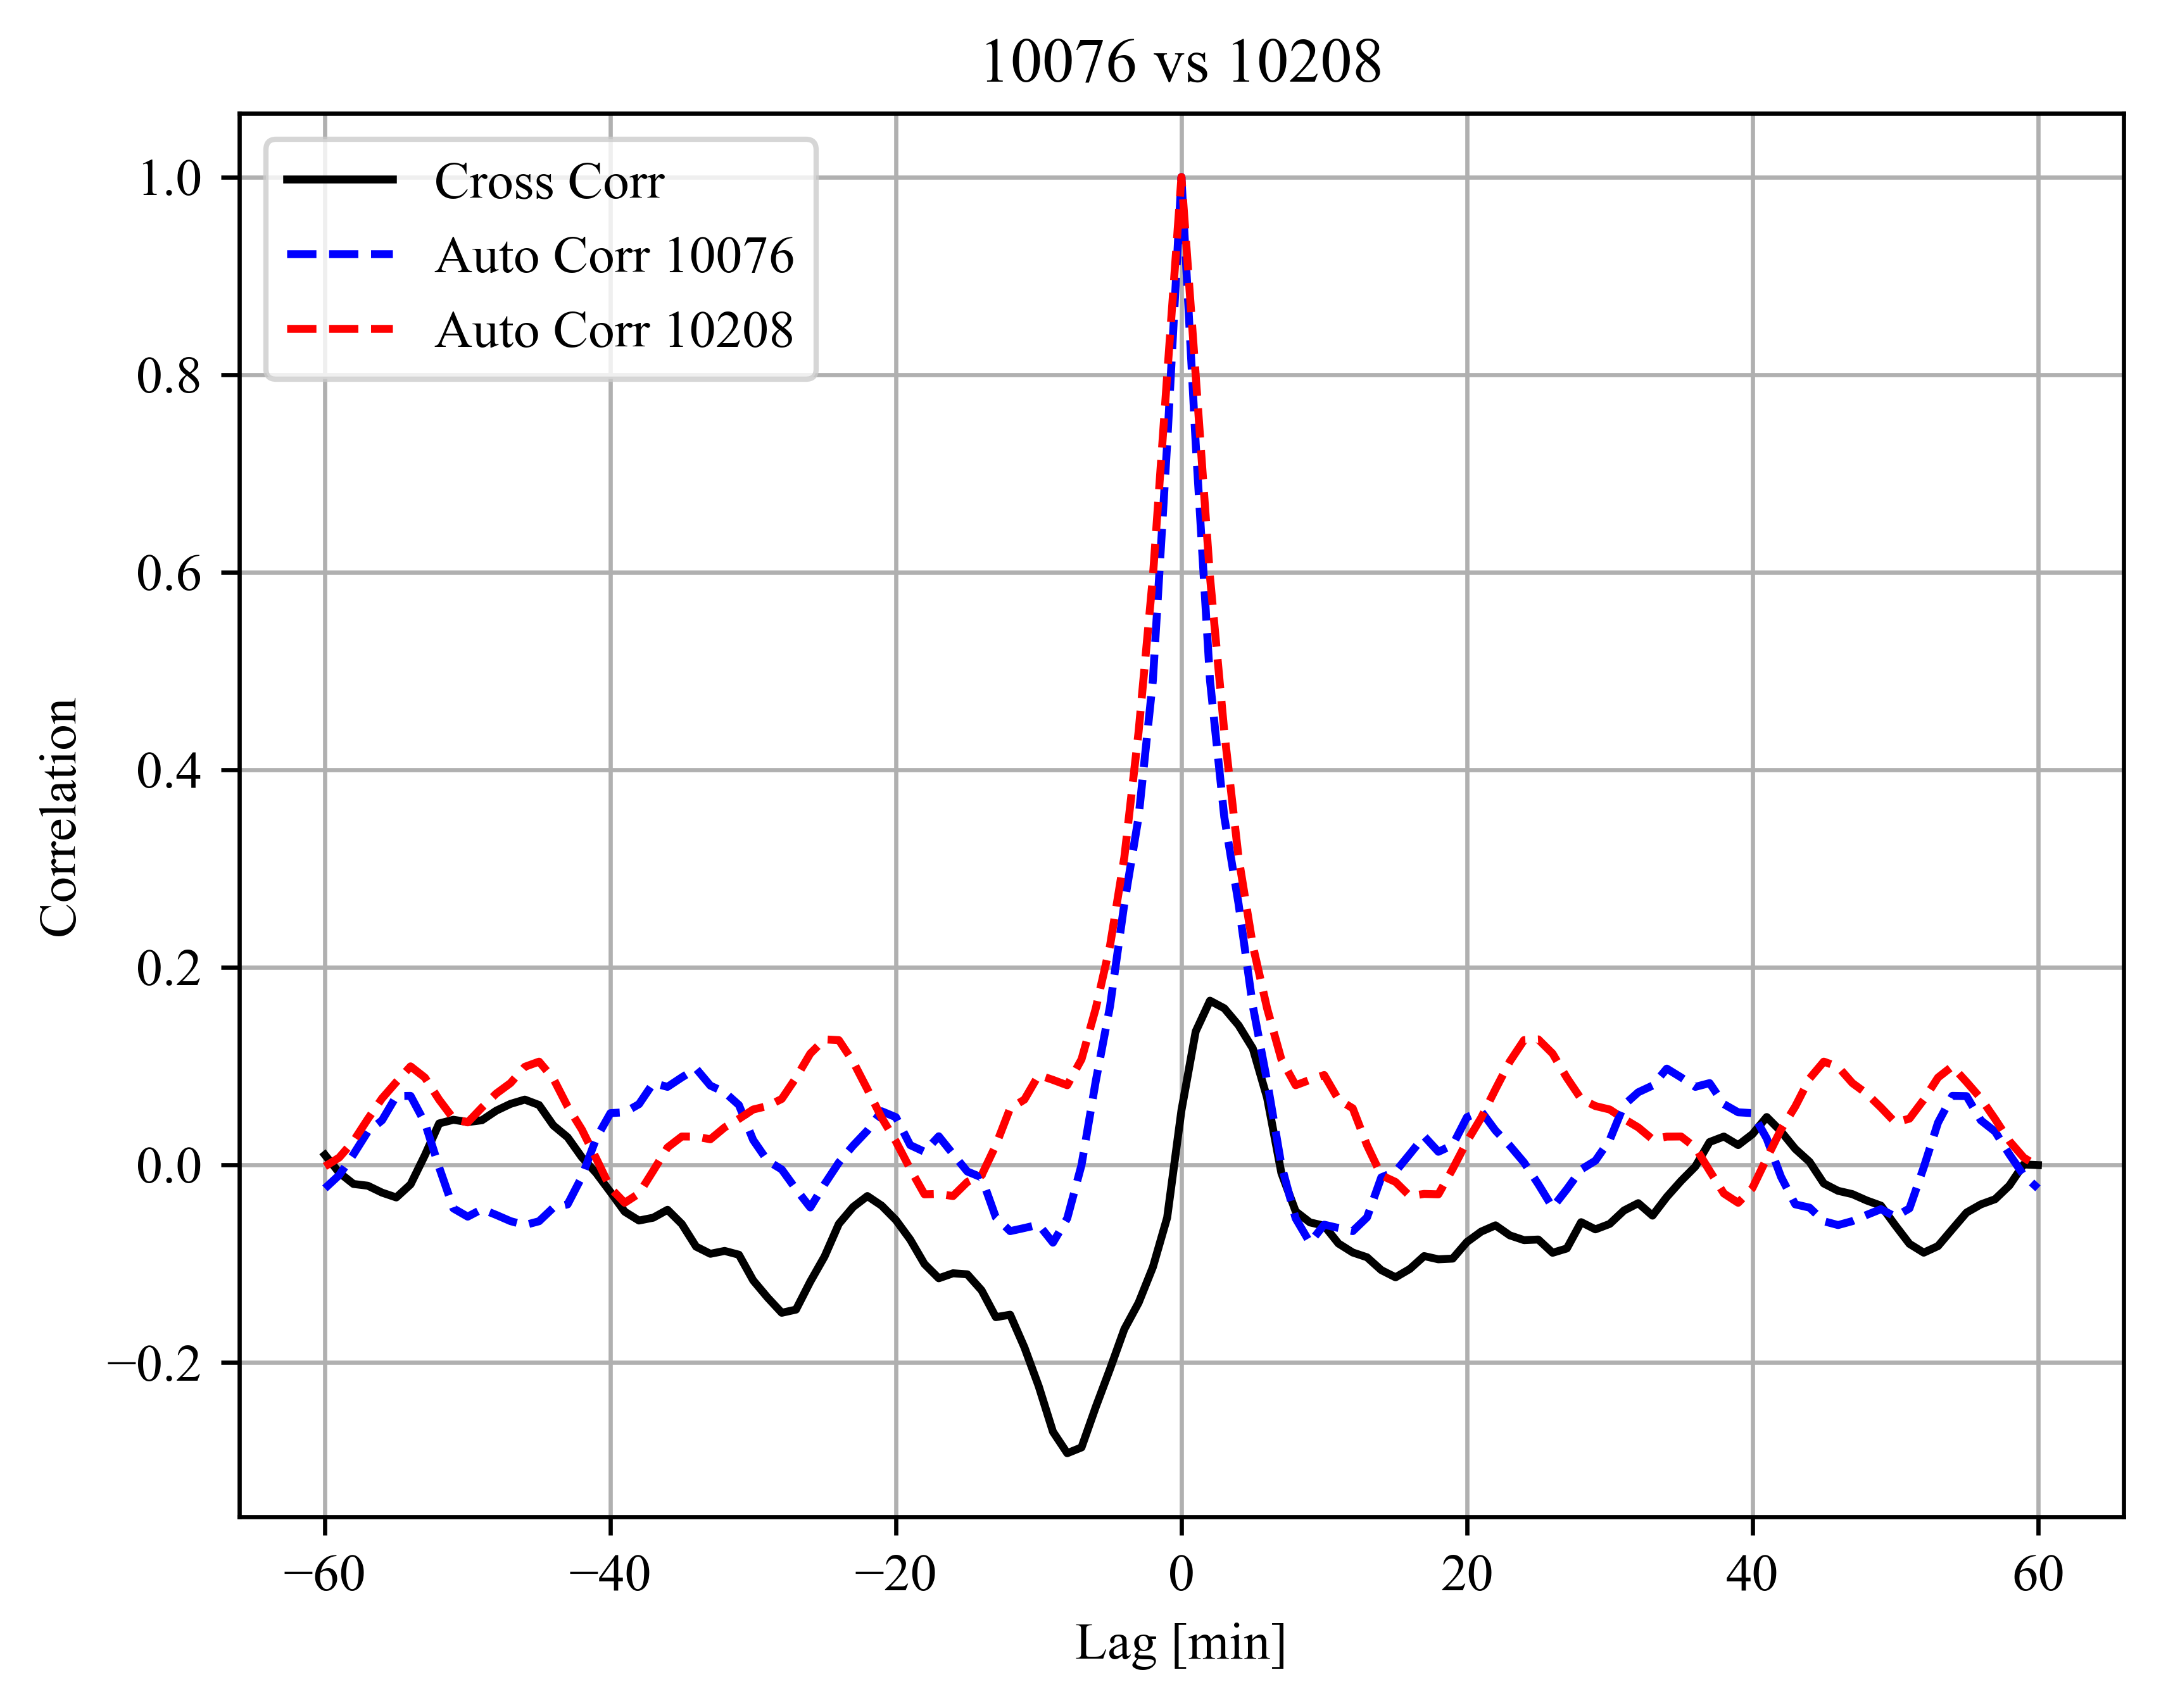 10076 vs 10208
Cross Corr
Auto Corr 10076
Auto Corr 10208
1.0
0.8
0.6
0.4
0.2
0.0
−0.2
Correlation
−60 −40 −20 0 20 40 60
Lag [min]